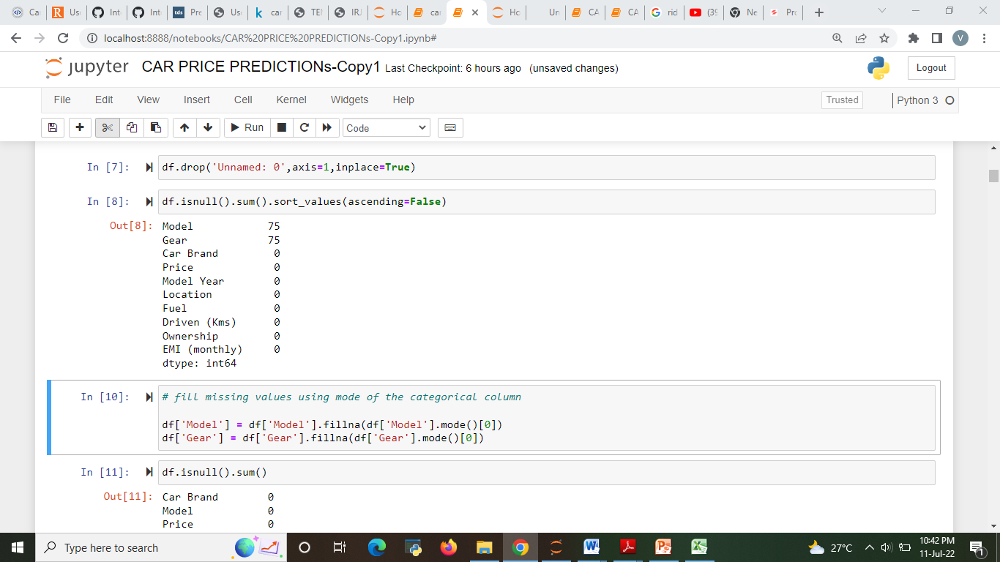 Ca
Us
Int
Int
tds Pre
Us
k car
TE
IRJ
Ho
ca
Ho
Un
CA
CA
G rid
(39
Ne
Pro
localhost:8888/notebooks/CAR%20PRICE%20PREDICTIONs-Copy1.ipynb#
V
jupyter CAR PRICE PREDICTIONs-Copy1 Last Checkpoint: 6 hours ago (unsaved changes)
Logout
File Edit View Insert Cell Kernel Widgets Help
Trusted
Python 3
Run
Code
In [7]: df.drop('Unnamed: 0',axis=1,inplace=True)
In [8]: df.isnull().sum().sort_values(ascending=False)
Out[8]: Model 75
Gear 75
Car Brand 0
Price 0
Model Year 0
Location 0
Fuel 0
Driven (Kms) 0
Ownership 0
EMI (monthly) 0
dtype: int64
In [10]: # fill missing values using mode of the categorical column
df['Model'] = df['Model'].fillna(df['Model'].mode()[0])
df['Gear'] = df['Gear'].fillna(df['Gear'].mode()[0])
In [11]: df.isnull().sum()
Out[11]: Car Brand 0
Model 0
Price 0
Type here to search
27°C
10:42 PM
11-Jul-22
1